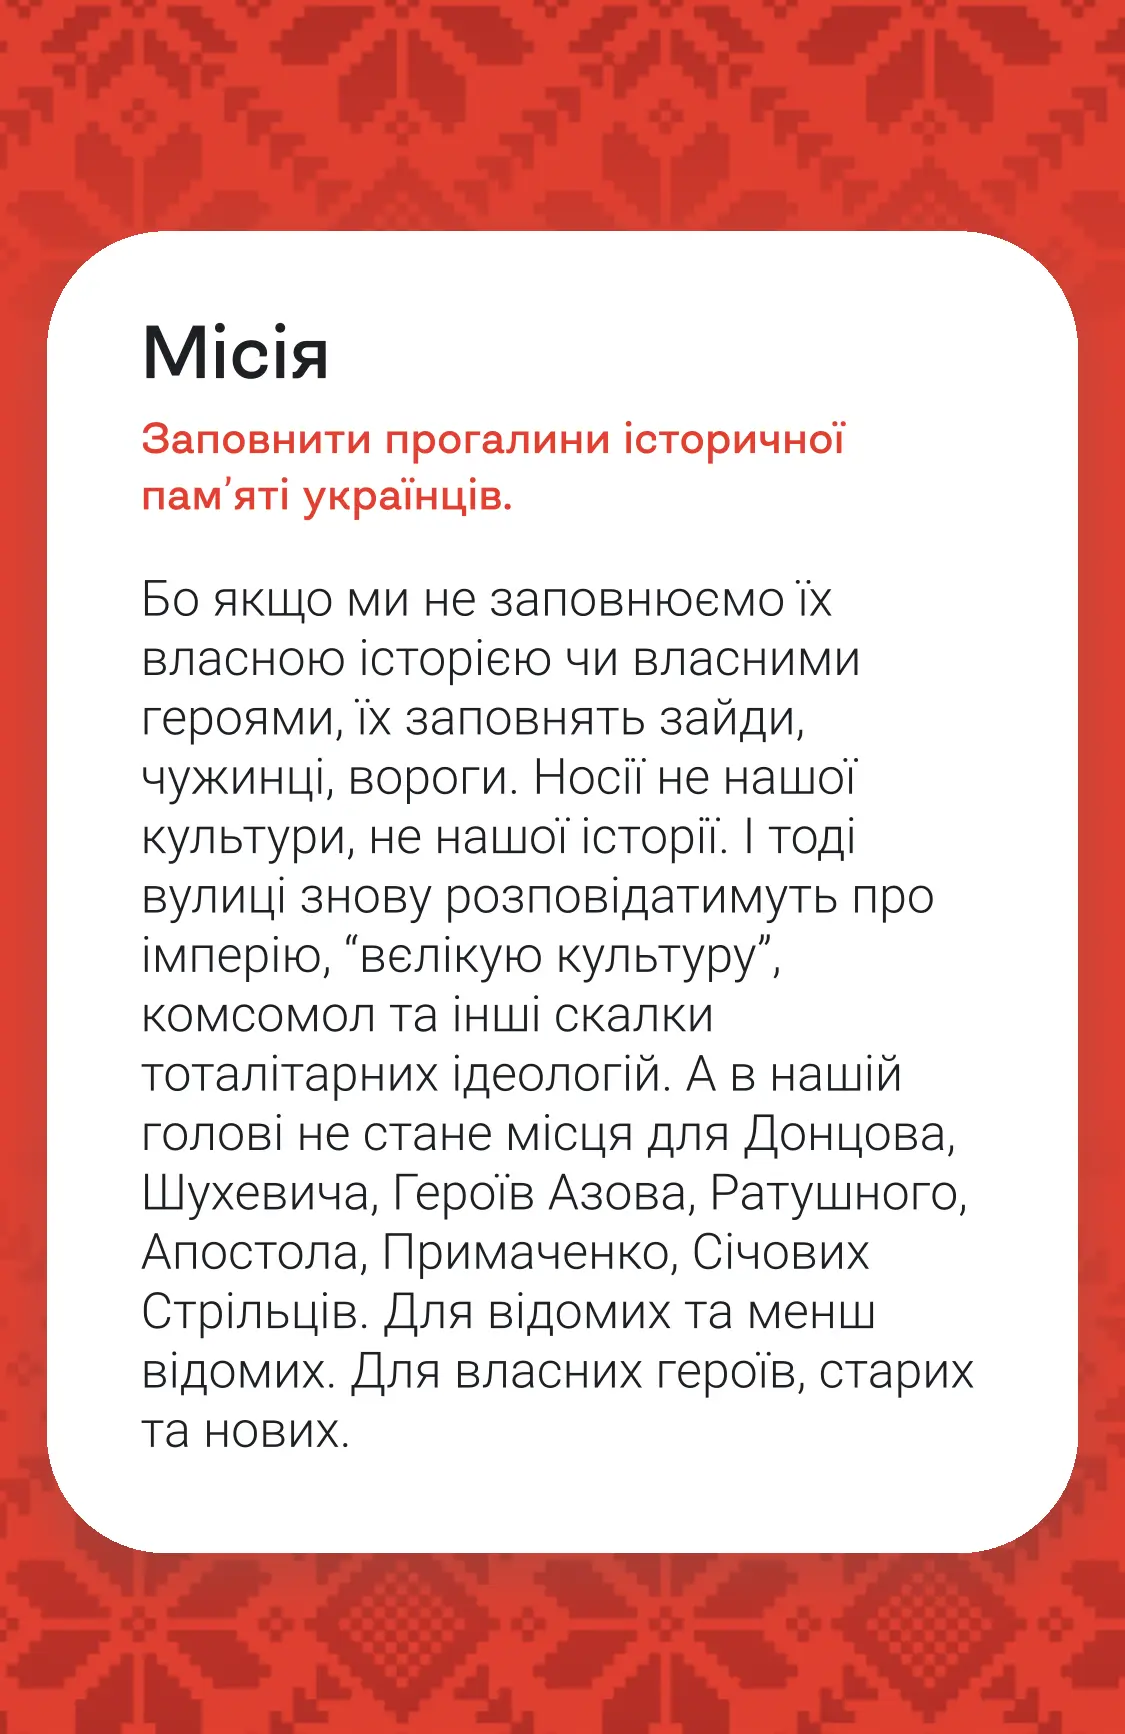 Місія
Заповнити прогалини історичної
пам’яті українців.
Бо якщо ми не заповнюємо їх
власною історією чи власними
героями, їх заповнять зайди,
чужинці, вороги. Носії не нашої
культури, не нашої історії. І тоді
вулиці знову розповідатимуть про
імперію, “вєлікую культуру”,
комсомол та інші скалки
тоталітарних ідеологій. А в нашій
голові не стане місця для Донцова,
Шухевича, Героїв Азова, Ратушного,
Апостола, Примаченко, Січових
Стрільців. Для відомих та менш
відомих. Для власних героїв, старих
та нових.